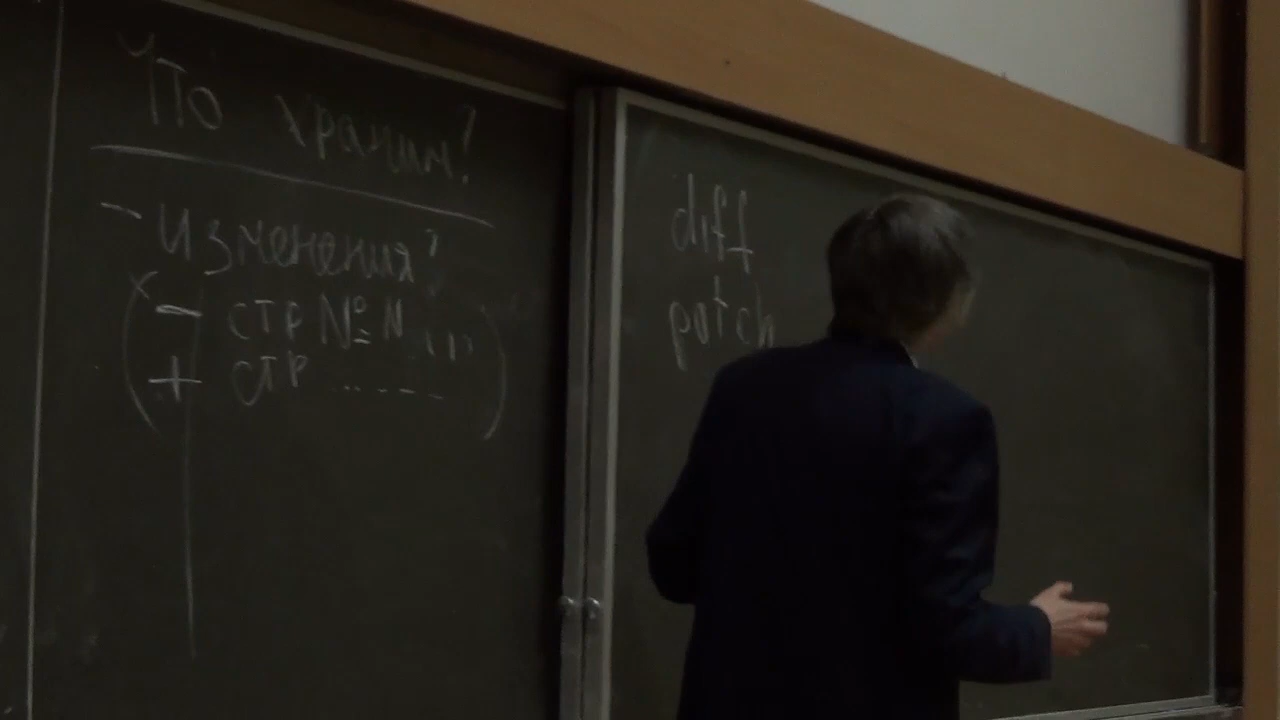 Что храним?
- изменения?
- стр № N ...
+ стр ......
diff
patch